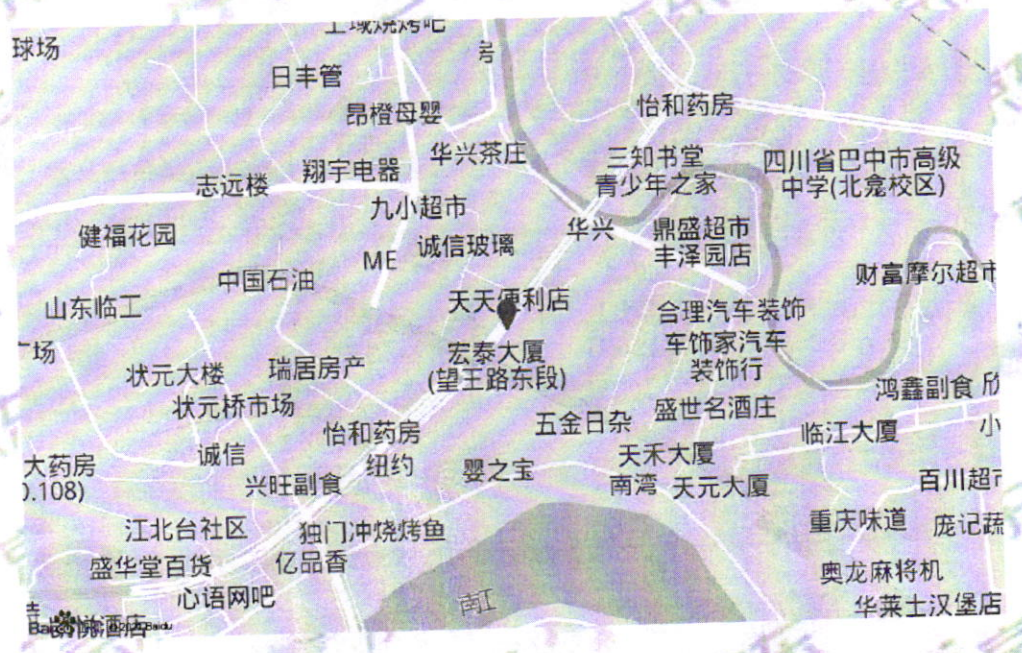 球场
日丰管
昂橙母婴
怡和药房
华兴茶庄
三知书堂
青少年之家
四川省巴中市高级
中学(北龛校区)
翔宇电器
志远楼
九小超市
华兴
鼎盛超市
丰泽园店
健福花园
诚信玻璃
ME
中国石油
财富摩尔超市
山东临工
天天便利店
合理汽车装饰
宏泰大厦
(望王路东段)
车饰家汽车
装饰行
状元大楼
瑞居房产
鸿鑫副食
欣
状元桥市场
盛世名酒庄
五金日杂
怡和药房
临江大厦
小
诚信
天禾大厦
大药房
0.108)
纽约
婴之宝
兴旺副食
南湾
天元大厦
百川超市
江北台社区
独门冲烧烤鱼
重庆味道
庞记蔬
盛华堂百货
亿品香
奥龙麻将机
心语网吧
南江
华莱士汉堡店
悦酒店